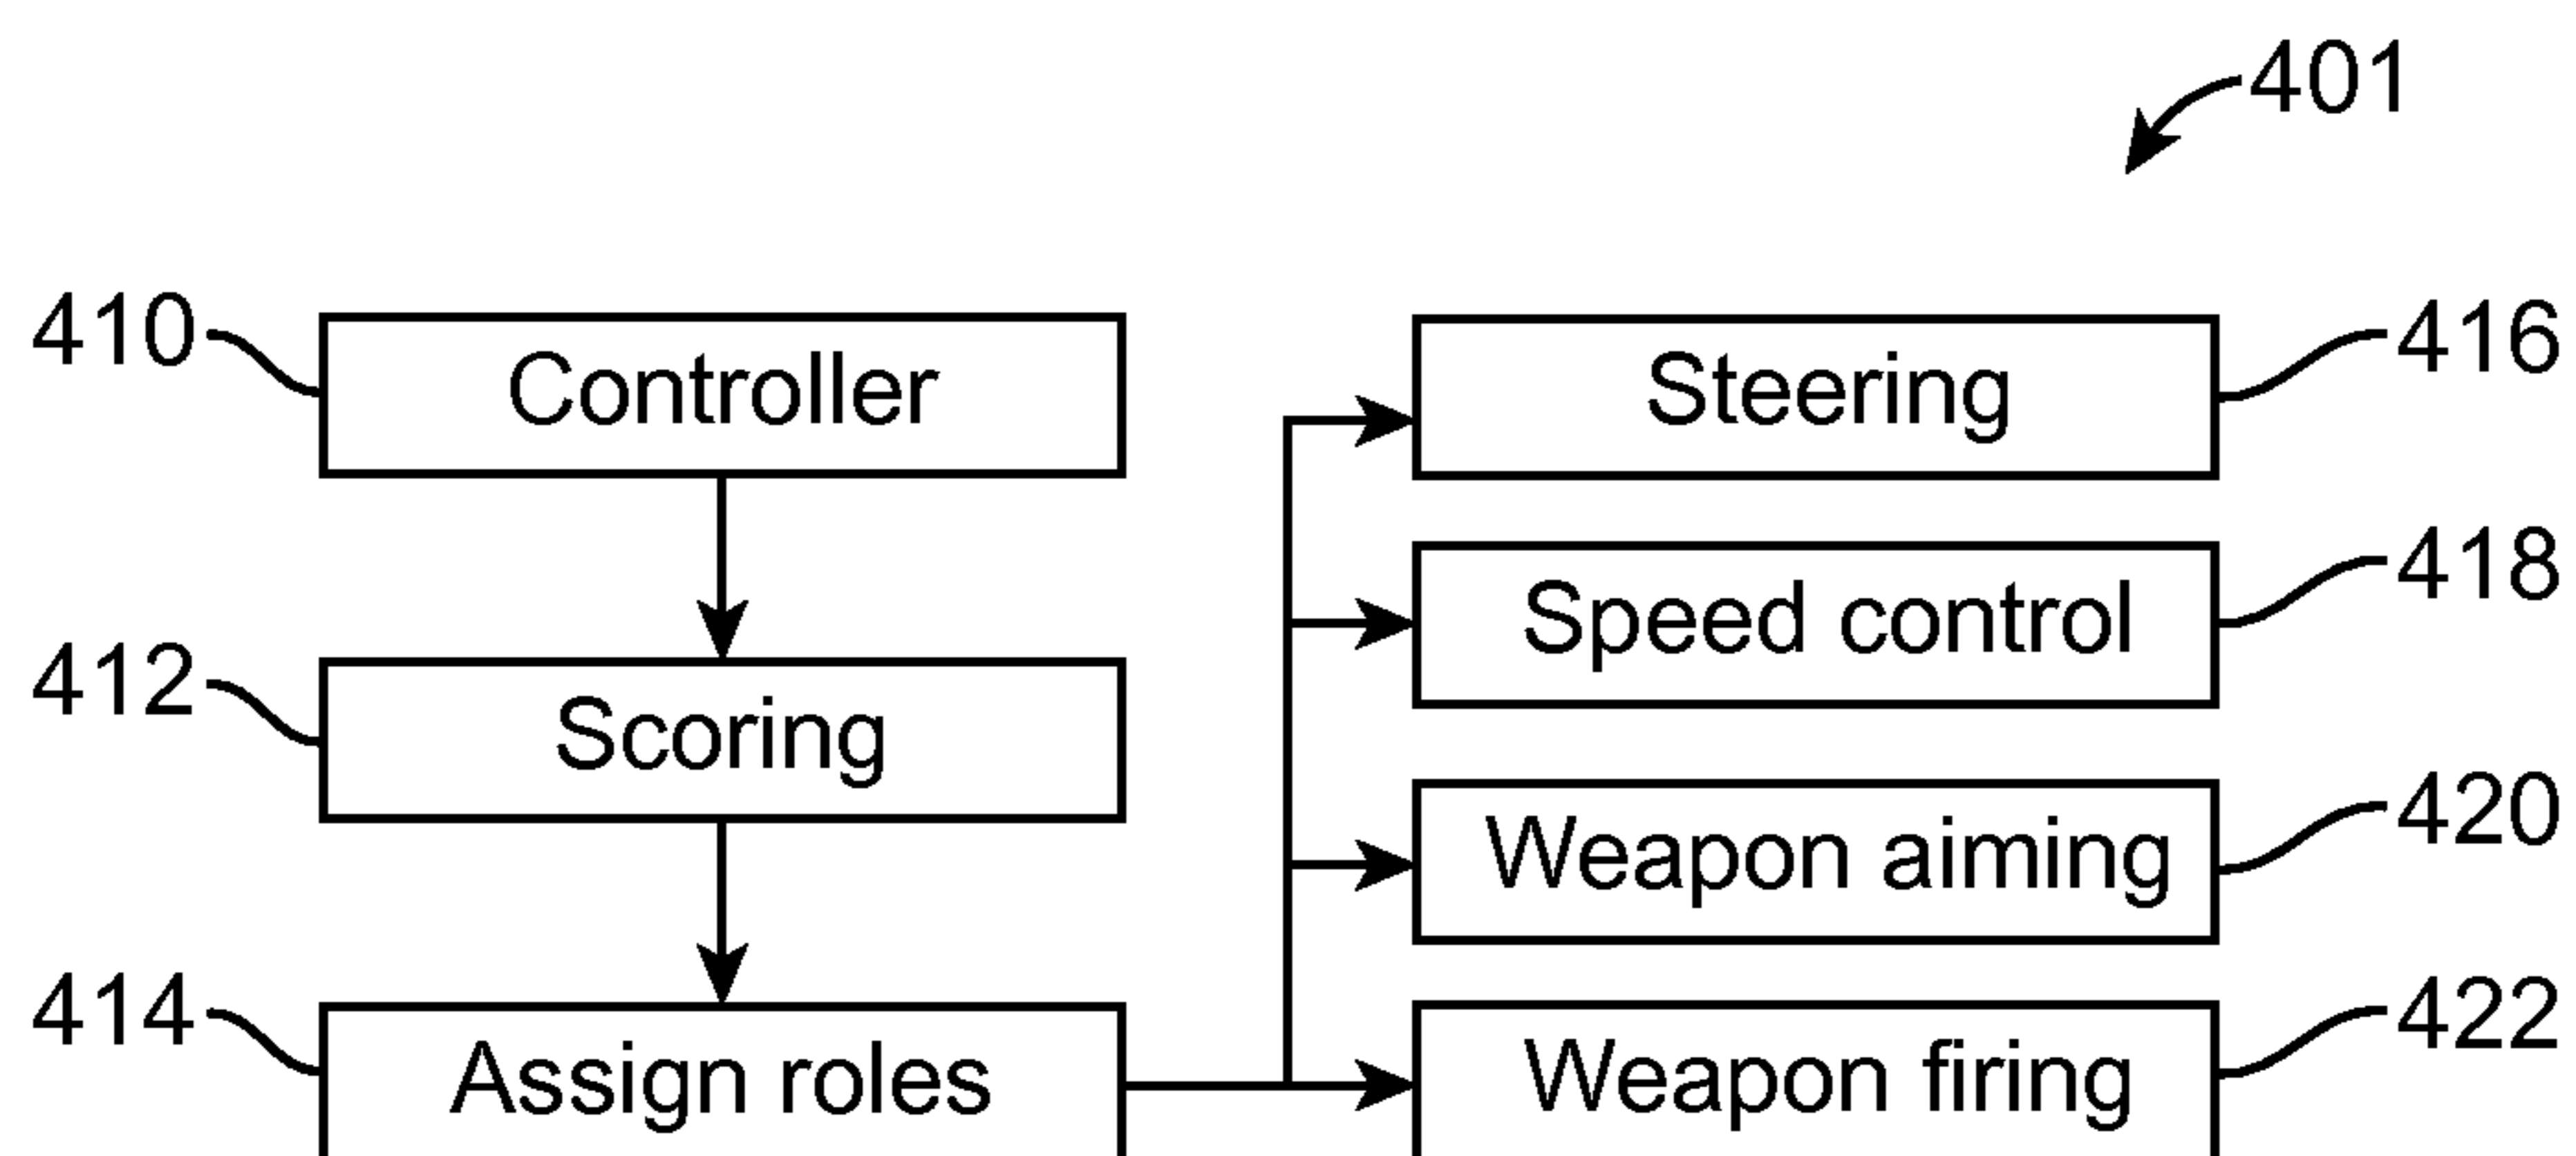 401
410
Controller
Steering
416
Speed control
418
412
Scoring
Weapon aiming
420
414
Assign roles
Weapon firing
422